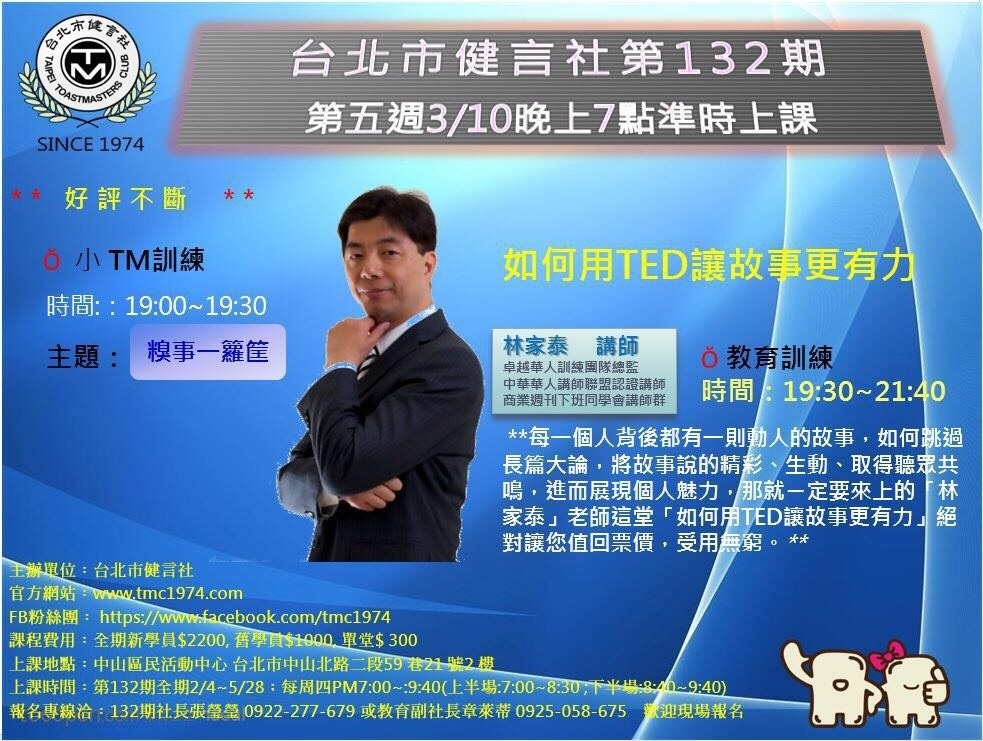 台北市健言社
TM
TAIPEI TOASTMASTERS CLUB
SINCE 1974
台北市健言社第132期
第五週3/10晚上7點準時上課
** 好評不斷 **
ǒ 小 TM訓練
時間:：19:00~19:30
主題： 糗事一籮筐
如何用TED讓故事更有力
林家泰 講師
卓越華人訓練團隊總監
中華華人講師聯盟認證講師
商業週刊下班同學會講師群
ǒ 教育訓練
時間：19:30~21:40
**每一個人背後都有一則動人的故事，如何跳過
長篇大論，將故事說的精彩、生動、取得聽眾共
鳴，進而展現個人魅力，那就一定要來上的「林
家泰」老師這堂「如何用TED讓故事更有力」絕
對讓您值回票價，受用無窮。**
主辦單位：台北市健言社
官方網站：www.tmc1974.com
FB粉絲團： https://www.facebook.com/tmc1974
課程費用：全期新學員$2200, 舊學員$1000, 單堂$ 300
上課地點：中山區民活動中心 台北市中山北路二段59 巷21 號2 樓
上課時間：第132期全期2/4~5/28：每周四PM7:00~:9:40(上半場:7:00~8:30 ;下半場:8:40~9:40)
報名專線洽：132期社長張瑩瑩 0922-277-679 或教育副社長章萊蒂 0925-058-675 歡迎現場報名